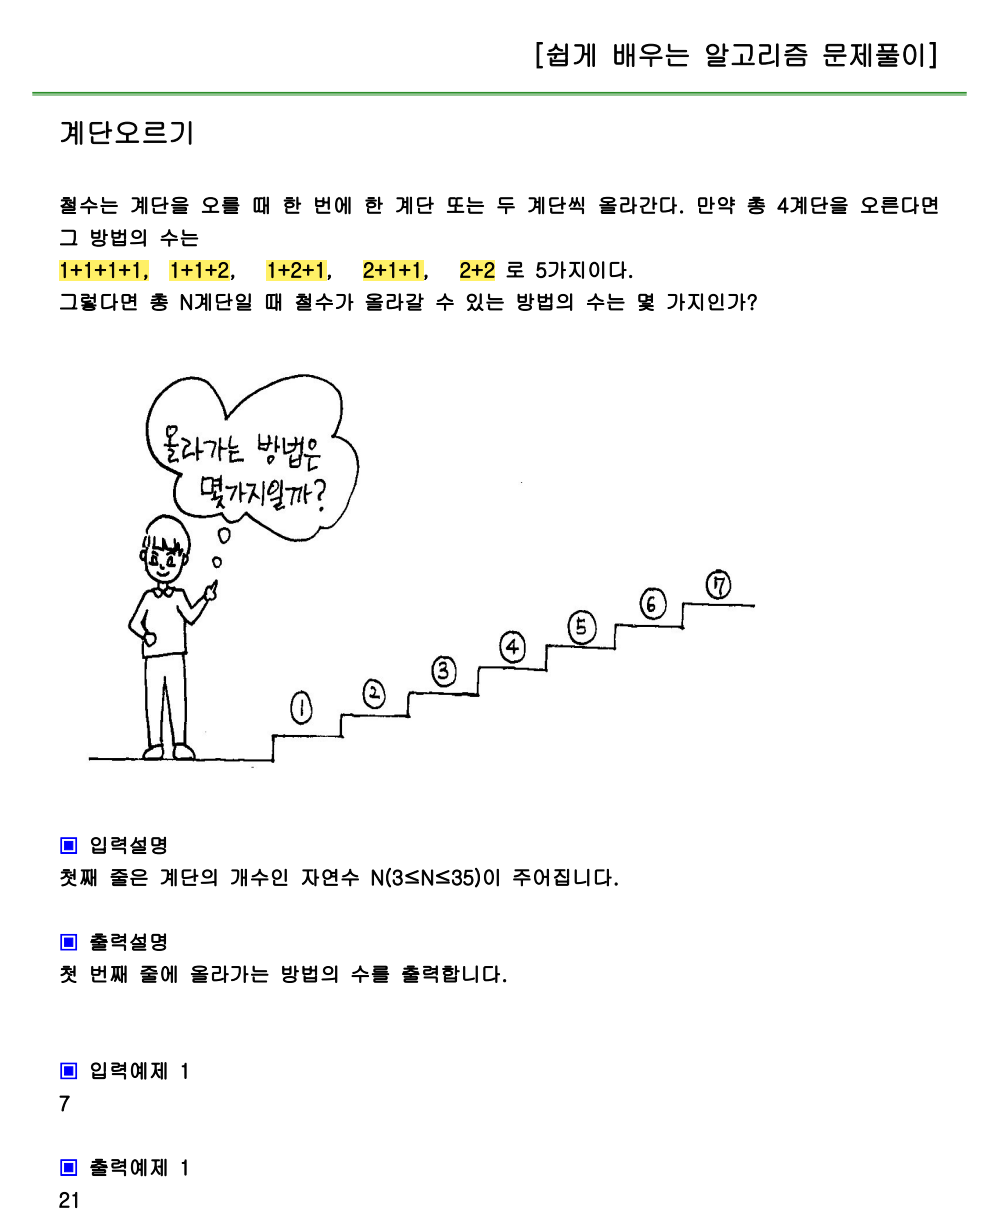 [쉽게 배우는 알고리즘 문제풀이]
계단오르기
철수는 계단을 오를 때 한 번에 한 계단 또는 두 계단씩 올라간다. 만약 총 4계단을 오른다면
그 방법의 수는
1+1+1+1, 1+1+2, 1+2+1, 2+1+1, 2+2 로 5가지이다.
그렇다면 총 N계단일 때 철수가 올라갈 수 있는 방법의 수는 몇 가지인가?
올라가는 방법은
몇가지일까?
⑦
⑥
⑤
④
③
②
①
▣ 입력설명
첫째 줄은 계단의 개수인 자연수 N(3≤N≤35)이 주어집니다.
▣ 출력설명
첫 번째 줄에 올라가는 방법의 수를 출력합니다.
▣ 입력예제 1
7
▣ 출력예제 1
21